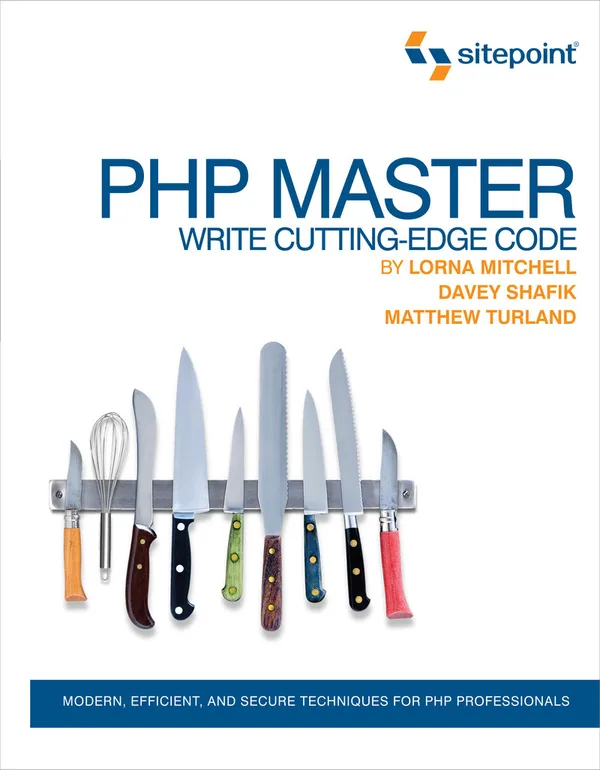 sitepoint®
PHP MASTER
WRITE CUTTING-EDGE CODE
BY LORNA MITCHELL
DAVEY SHAFIK
MATTHEW TURLAND
MODERN, EFFICIENT, AND SECURE TECHNIQUES FOR PHP PROFESSIONALS